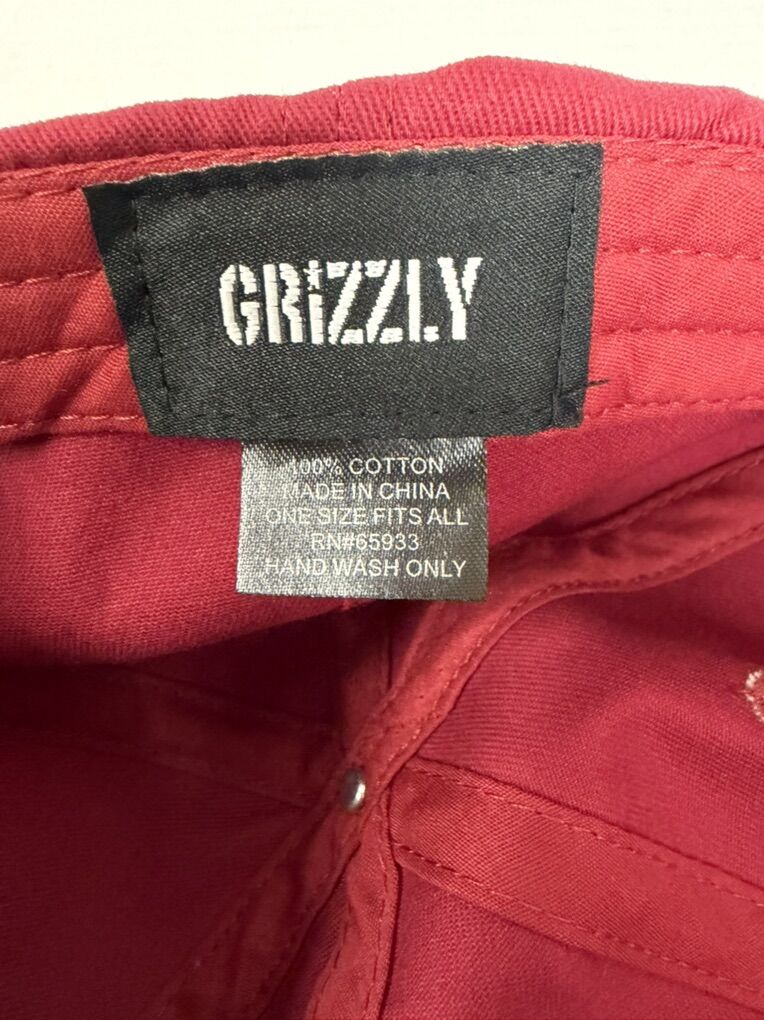 GRiZZLY
100% COTTON
MADE IN CHINA
ONE SIZE FITS ALL
RN#65933
HAND WASH ONLY